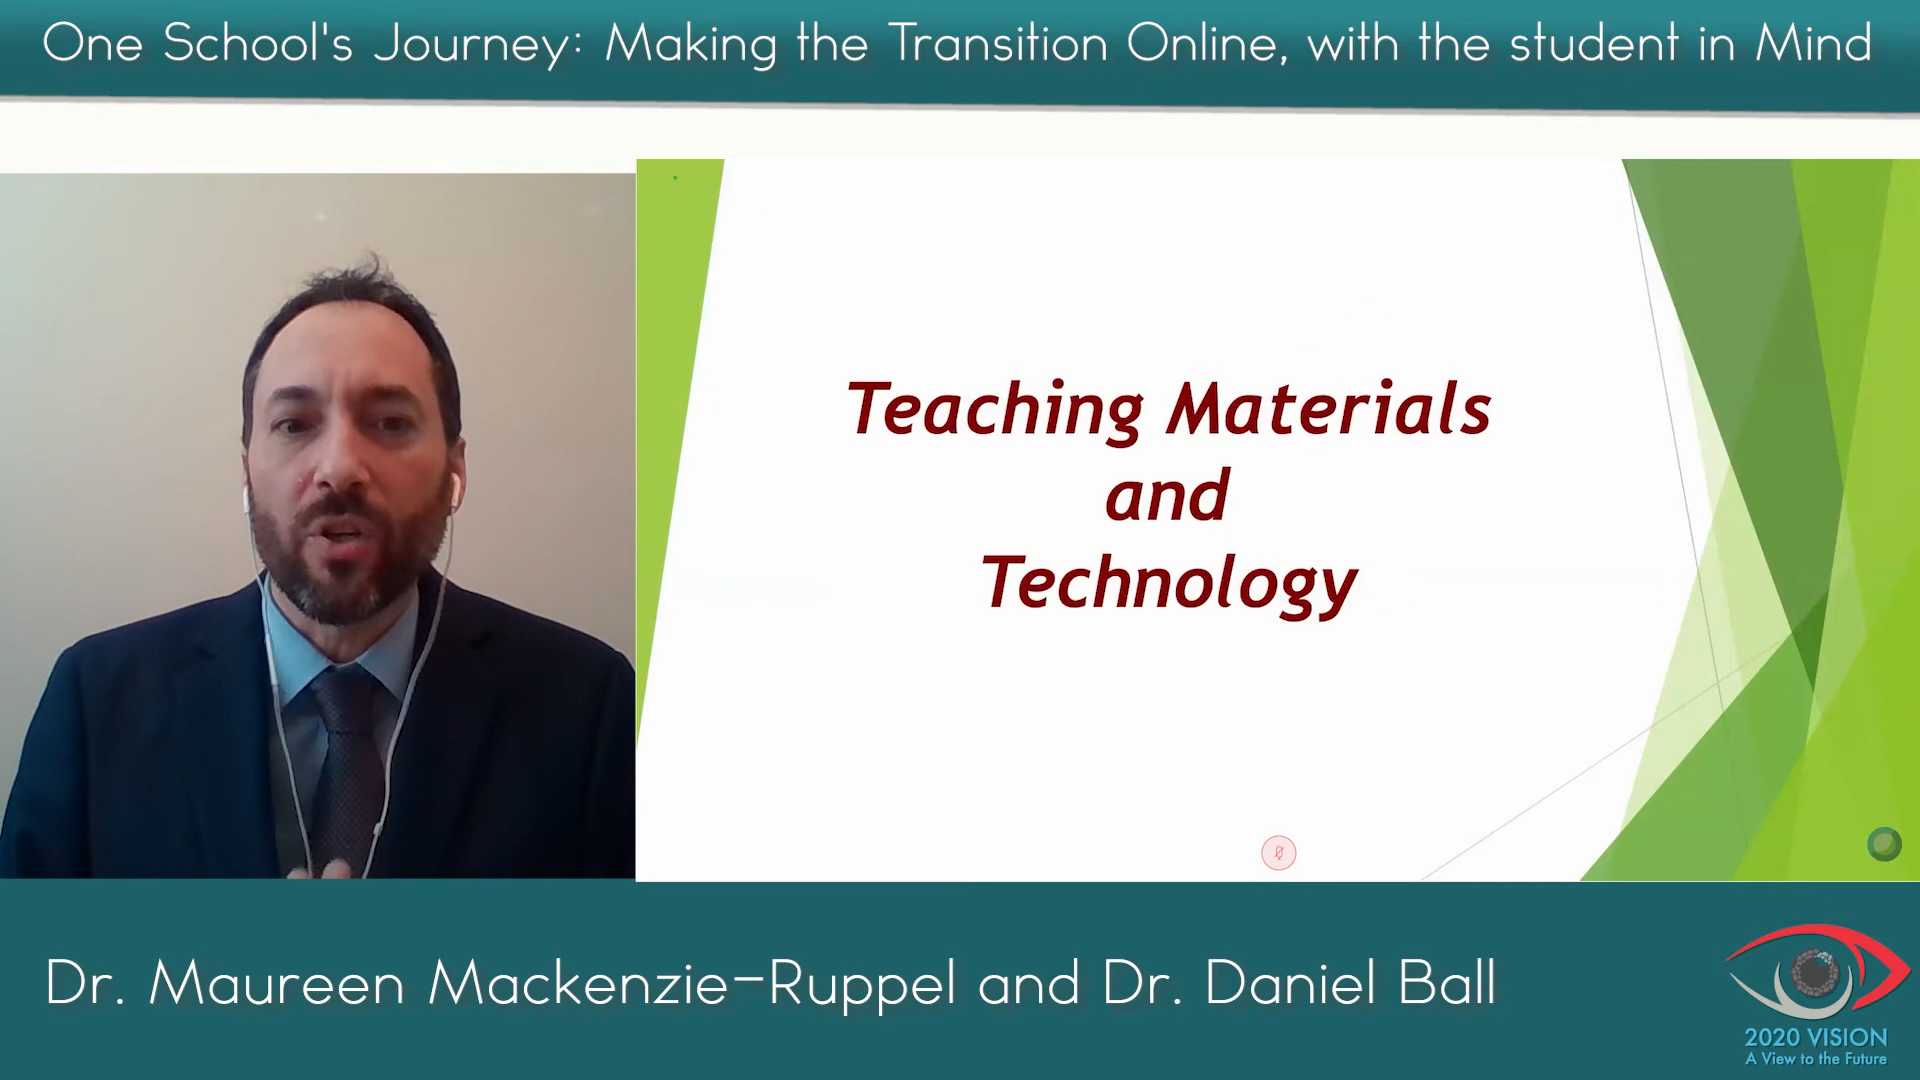 One School's Journey: Making the Transition Online, with the student in Mind
Teaching Materials
and
Technology
Dr. Maureen Mackenzie-Ruppel and Dr. Daniel Ball
2020 VISION
A View to the Future